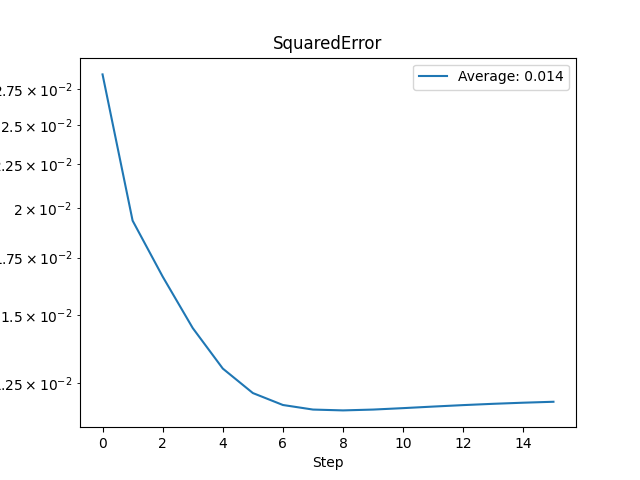 SquaredError
Average: 0.014
2.75 × 10⁻²
2.5 × 10⁻²
2.25 × 10⁻²
2 × 10⁻²
1.75 × 10⁻²
1.5 × 10⁻²
1.25 × 10⁻²
0 2 4 6 8 10 12 14
Step